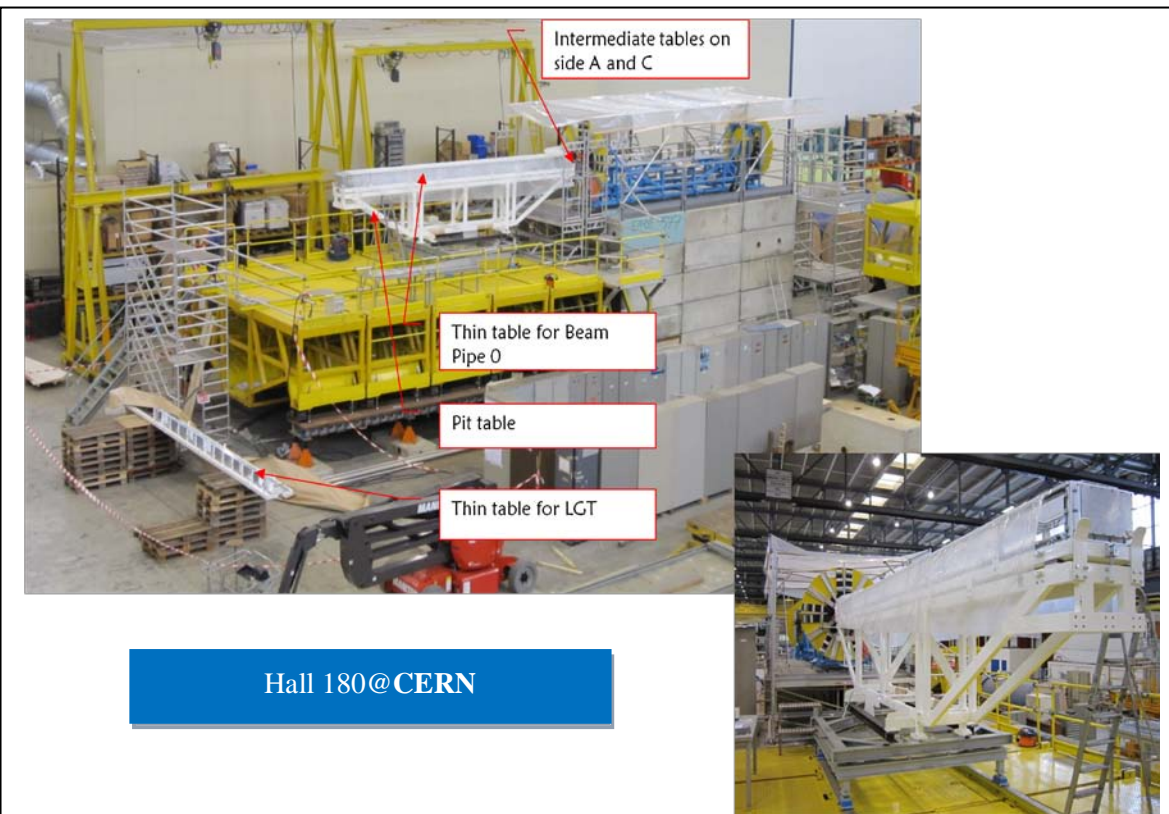 Intermediate tables on
side A and C
Thin table for Beam
Pipe 0
Pit table
Thin table for LGT
Hall 180@CERN